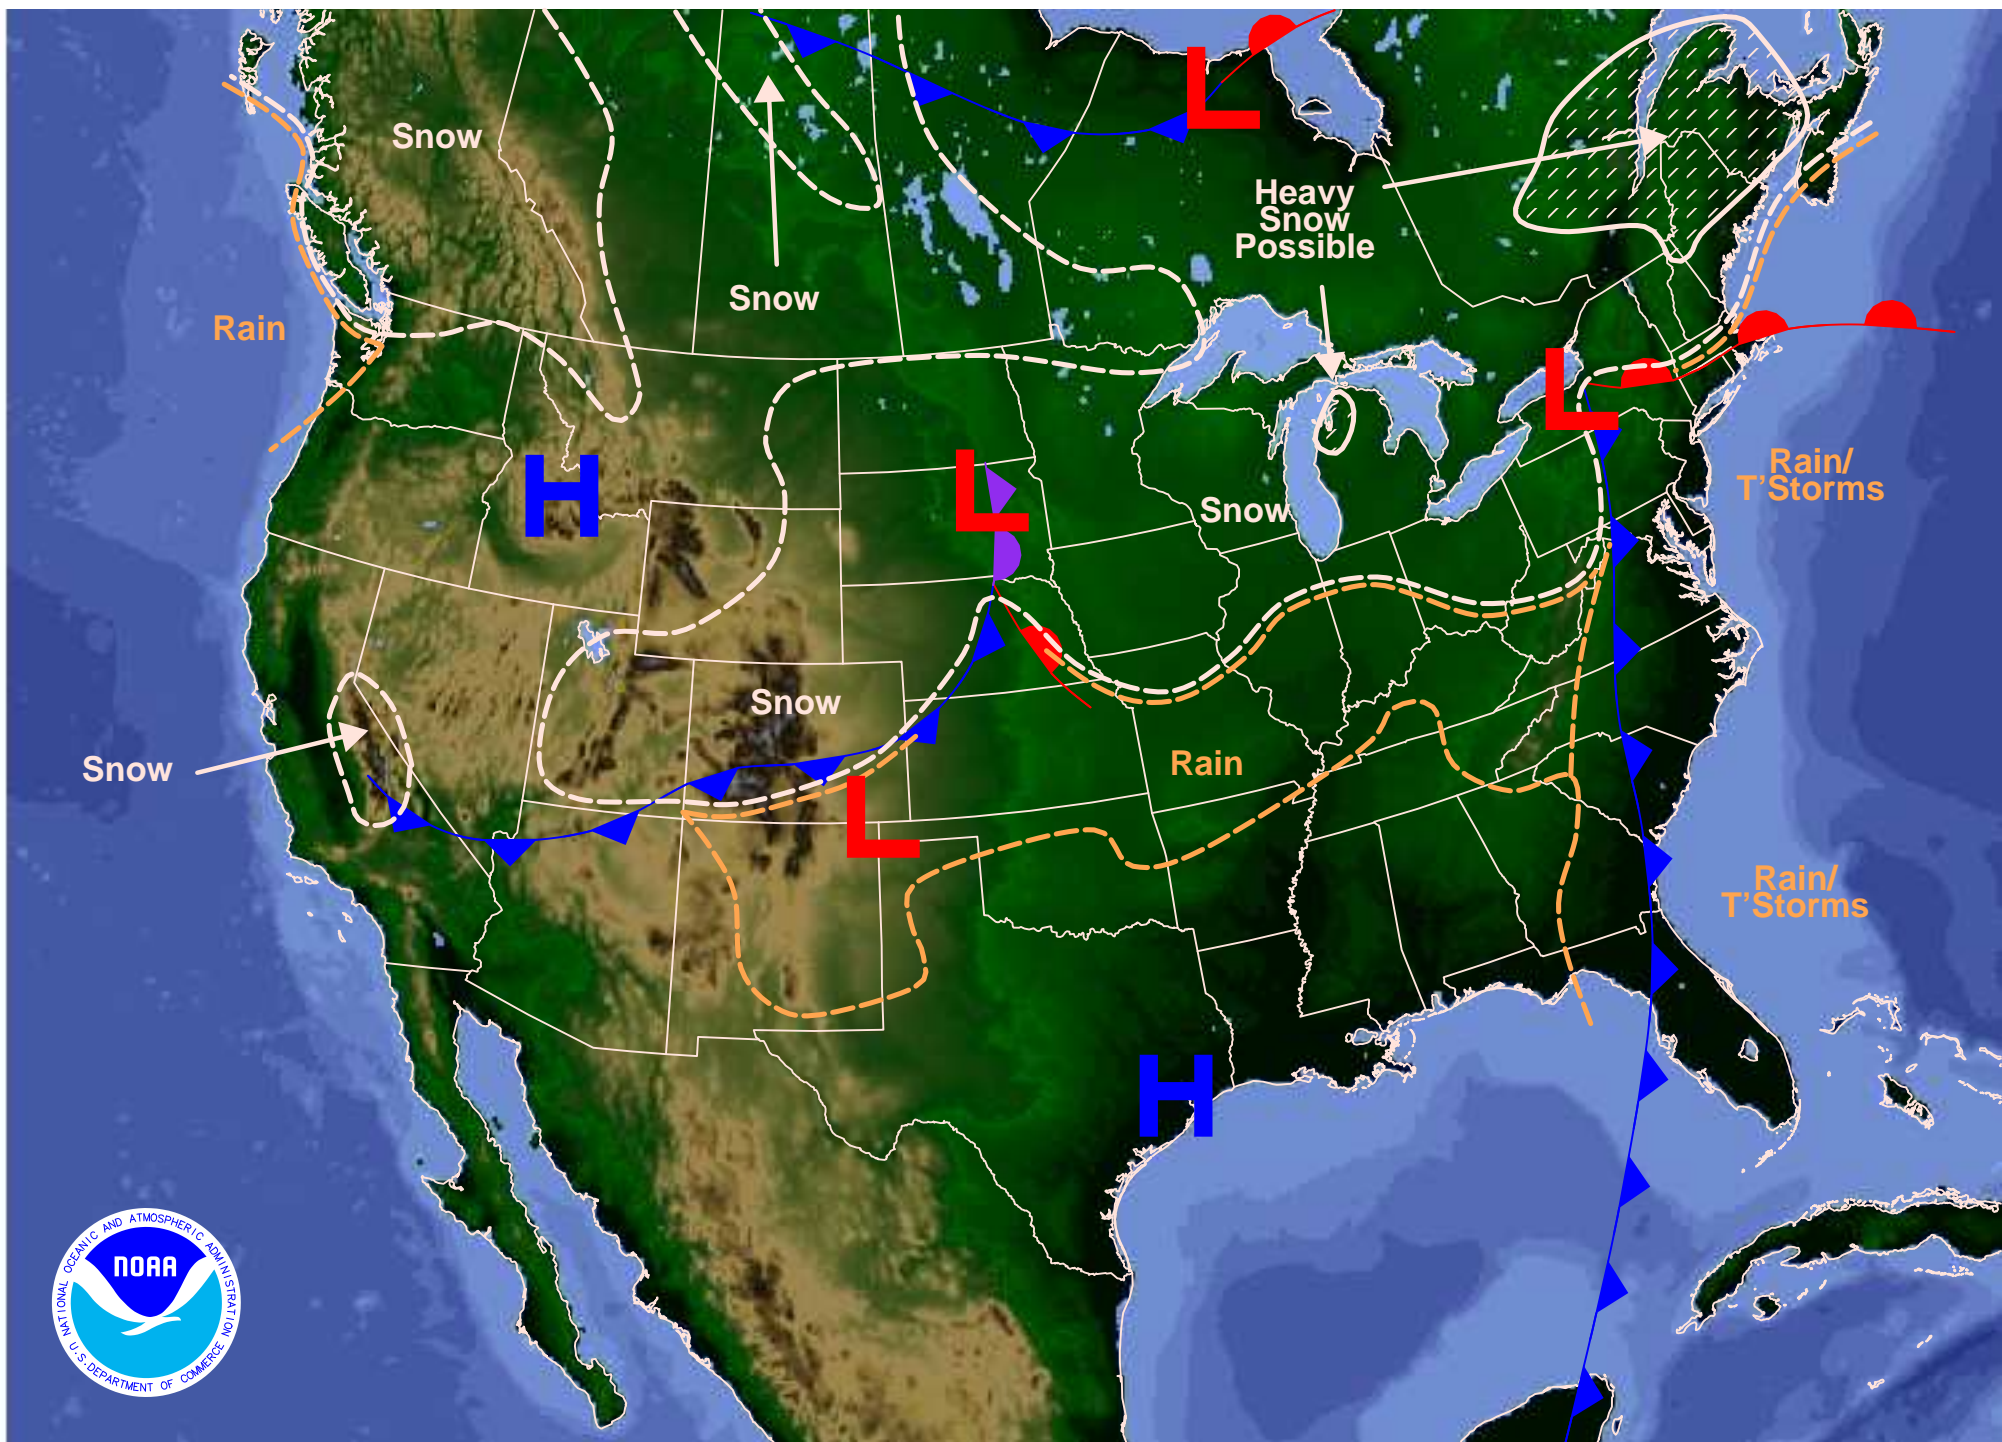 Snow
Heavy
Snow
Possible
Snow
Rain
Rain/
T'Storms
L
L
H
L
Snow
Snow
Rain
Snow
L
Rain/
T'Storms
H
NATIONAL OCEANIC AND ATMOSPHERIC ADMINISTRATION
NOAA
U.S. DEPARTMENT OF COMMERCE